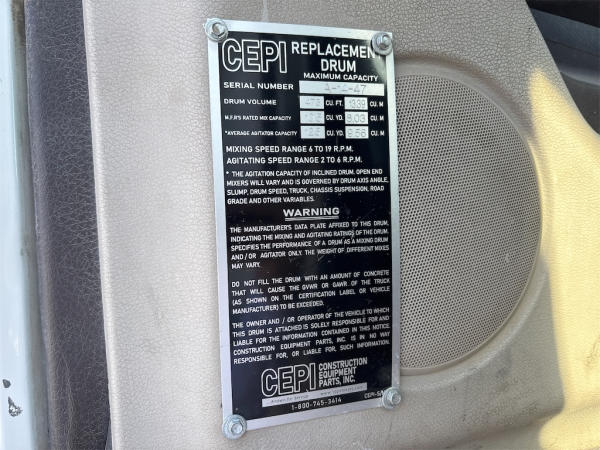 CEPI REPLACEMENT DRUM
MAXIMUM CAPACITY
SERIAL NUMBER
DRUM VOLUME 473 CU. FT. CU. M
M.F.R'S RATED MIX CAPACITY CU. YD. CU. M
*AVERAGE AGITATOR CAPACITY CU. YD. CU. M
MIXING SPEED RANGE 6 TO 19 R.P.M.
AGITATING SPEED RANGE 2 TO 6 R.P.M.
* THE AGITATION CAPACITY OF INCLINED DRUM, OPEN END
MIXERS WILL VARY AND IS GOVERNED BY DRUM AXIS ANGLE,
SLUMP, DRUM SPEED, TRUCK, CHASSIS SUSPENSION, ROAD
GRADE AND OTHER VARIABLES.
WARNING
THE MANUFACTURER'S DATA PLATE AFFIXED TO THIS DRUM,
INDICATING THE MIXING AND AGITATING RATINGS OF THE DRUM,
SPECIFIES THE PERFORMANCE OF A DRUM AS A MIXING DRUM
AND / OR AGITATOR ONLY. THE WEIGHT OF DIFFERENT MIXES
MAY VARY.
DO NOT FILL THE DRUM WITH AN AMOUNT OF CONCRETE
THAT WILL CAUSE THE GVWR OR GAWR OF THE TRUCK
(AS SHOWN ON THE CERTIFICATION LABEL OR VEHICLE
MANUFACTURER) TO BE EXCEEDED.
THE OWNER AND / OR OPERATOR OF THE VEHICLE TO WHICH
THIS DRUM IS ATTACHED IS SOLELY RESPONSIBLE FOR AND
LIABLE FOR THE INFORMATION CONTAINED IN THIS NOTICE.
CONSTRUCTION EQUIPMENT PARTS, INC. IS IN NO WAY
RESPONSIBLE FOR, OR LIABLE FOR, SUCH INFORMATION.
CEPI CONSTRUCTION
EQUIPMENT
PARTS, INC.
Known for Service
1-800-745-3414